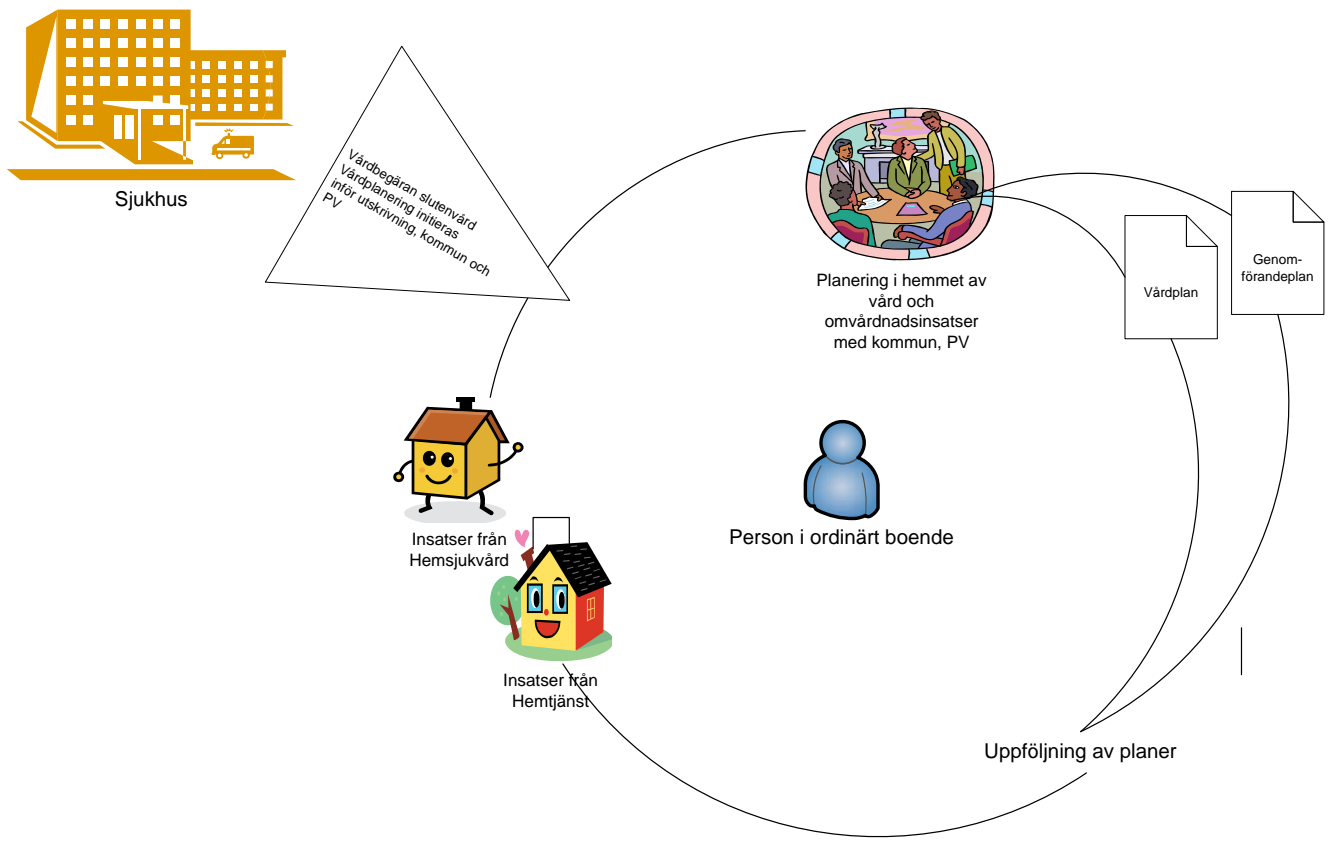 Sjukhus
Vårdbegäran slutenvård
Vårdplanering initieras
inför utskrivning, kommun och
PV
Planering i hemmet av
vård och
omvårdnadsinsatser
med kommun, PV
Vårdplan
Genom-
förandeplan
Insatser från
Hemsjukvård
Person i ordinärt boende
Insatser från
Hemtjänst
Uppföljning av planer